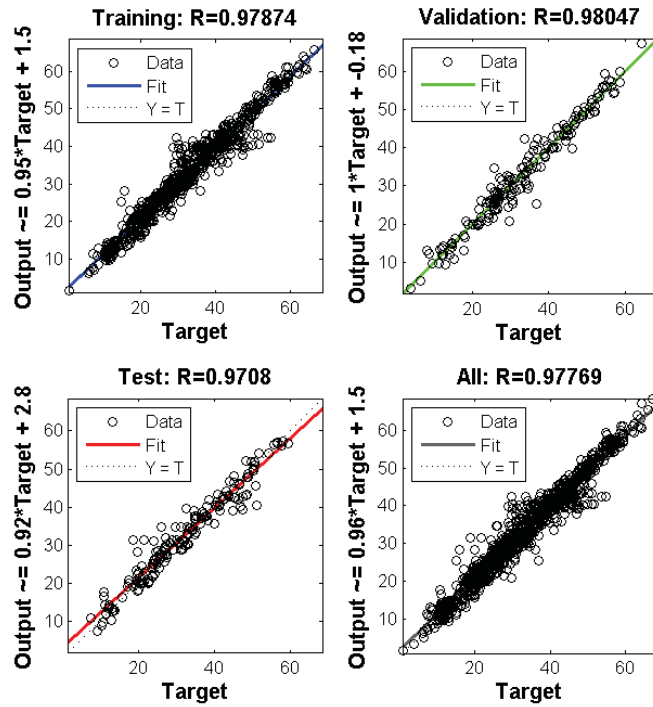 Training: R=0.97874
Output ~= 0.95*Target + 1.5
Data
Fit
Y = T
60
50
40
30
20
10
20
40
60
Target
Validation: R=0.98047
Output ~= 1*Target + -0.18
Data
Fit
Y = T
60
50
40
30
20
10
20
40
60
Target
Test: R=0.9708
Output ~= 0.92*Target + 2.8
Data
Fit
Y = T
60
50
40
30
20
10
20
40
60
Target
All: R=0.97769
Output ~= 0.96*Target + 1.5
Data
Fit
Y = T
60
50
40
30
20
10
20
40
60
Target